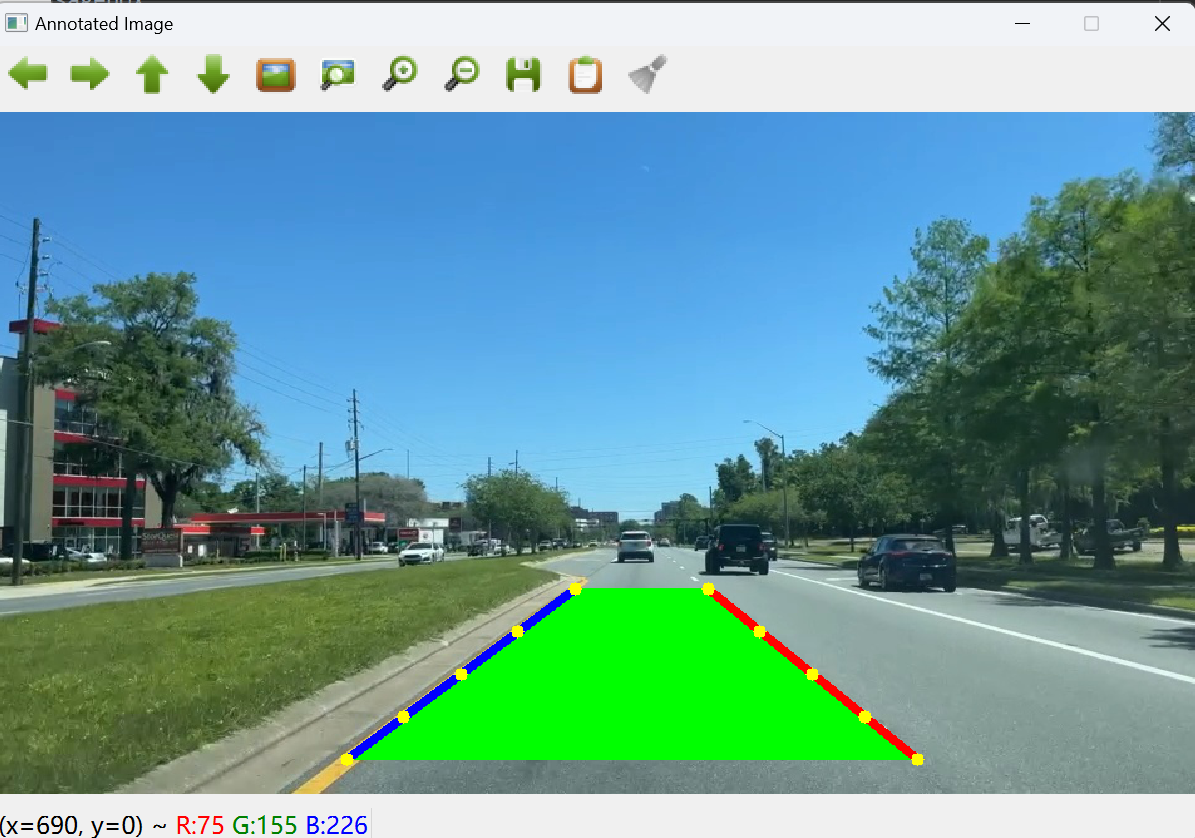 Annotated Image
(x=690, y=0) ~ R:75 G:155 B:226